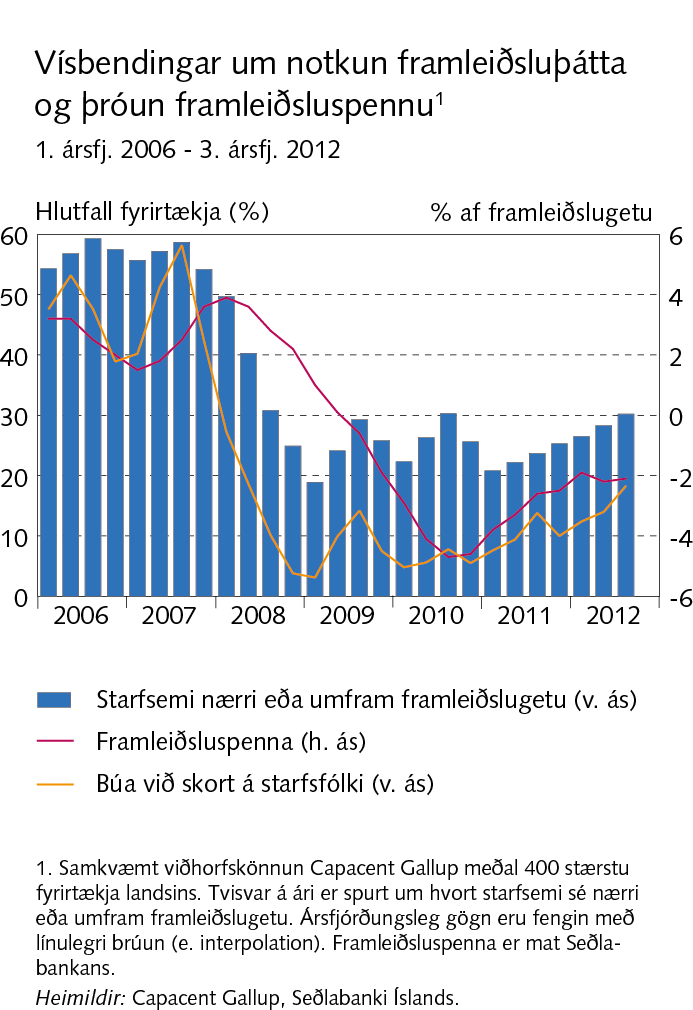 Vísbendingar um notkun framleiðsluþátta
og þróun framleiðsluspennu1
1. ársfj. 2006 - 3. ársfj. 2012
Hlutfall fyrirtækja (%) % af framleiðslugetu
60 6
50 4
40 2
30 0
20 -2
10 -4
0 -6
2006 2007 2008 2009 2010 2011 2012
Starfsemi nærri eða umfram framleiðslugetu (v. ás)
Framleiðsluspenna (h. ás)
Búa við skort á starfsfólki (v. ás)
1. Samkvæmt viðhorfskönnun Capacent Gallup meðal 400 stærstu
fyrirtækja landsins. Tvisvar á ári er spurt um hvort starfsemi sé nærri
eða umfram framleiðslugetu. Ársfjórðungsleg gögn eru fengin með
línulegri brúun (e. interpolation). Framleiðsluspenna er mat Seðla-
bankans.
Heimildir: Capacent Gallup, Seðlabanki Íslands.